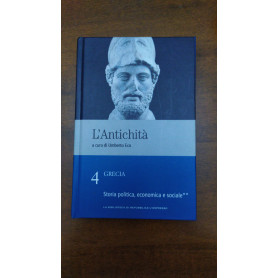 L'Antichità
a cura di Umberto Eco
4 GRECIA
Storia politica, economica e sociale**